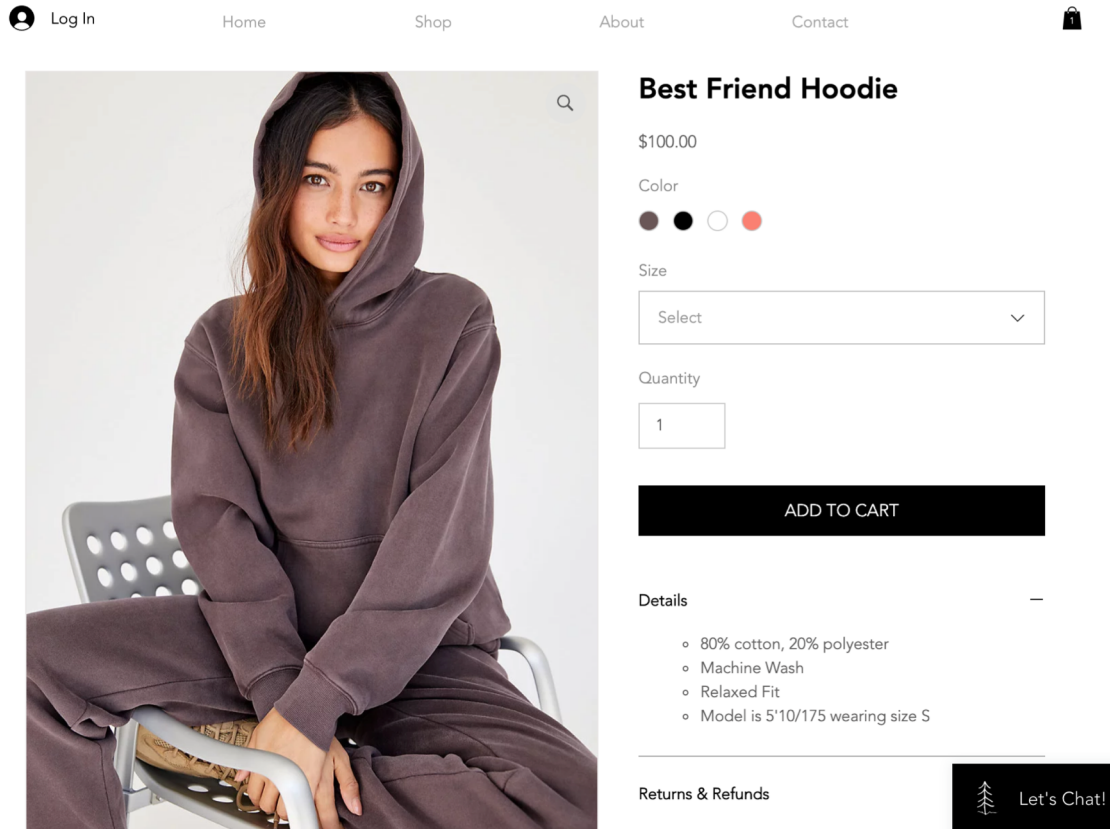 Log In
Home
Shop
About
Contact
1
Best Friend Hoodie
$100.00
Color
Size
Select
Quantity
1
ADD TO CART
Details
80% cotton, 20% polyester
Machine Wash
Relaxed Fit
Model is 5'10/175 wearing size S
Returns & Refunds
Let's Chat!